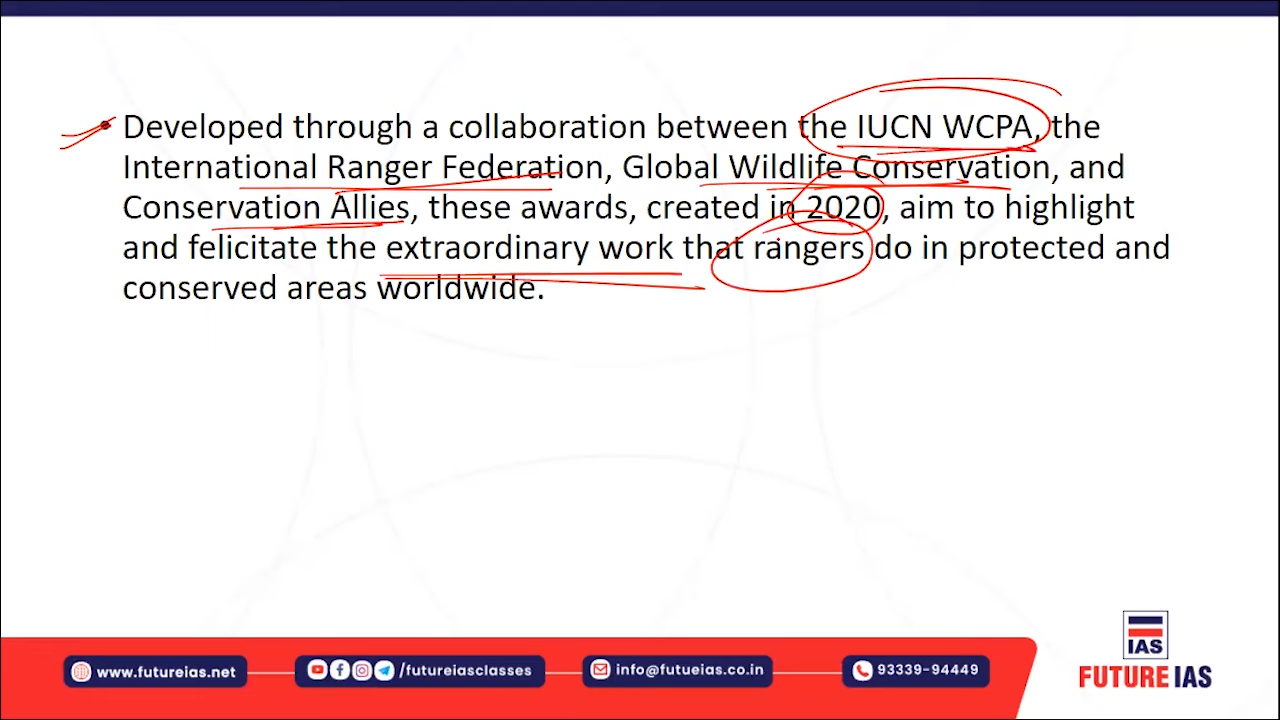 Developed through a collaboration between the IUCN WCPA, the
International Ranger Federation, Global Wildlife Conservation, and
Conservation Allies, these awards, created in 2020, aim to highlight
and felicitate the extraordinary work that rangers do in protected and
conserved areas worldwide.
IAS
www.futureias.net
/futureiasclasses
info@futueias.co.in
93339-94449
FUTURE IAS